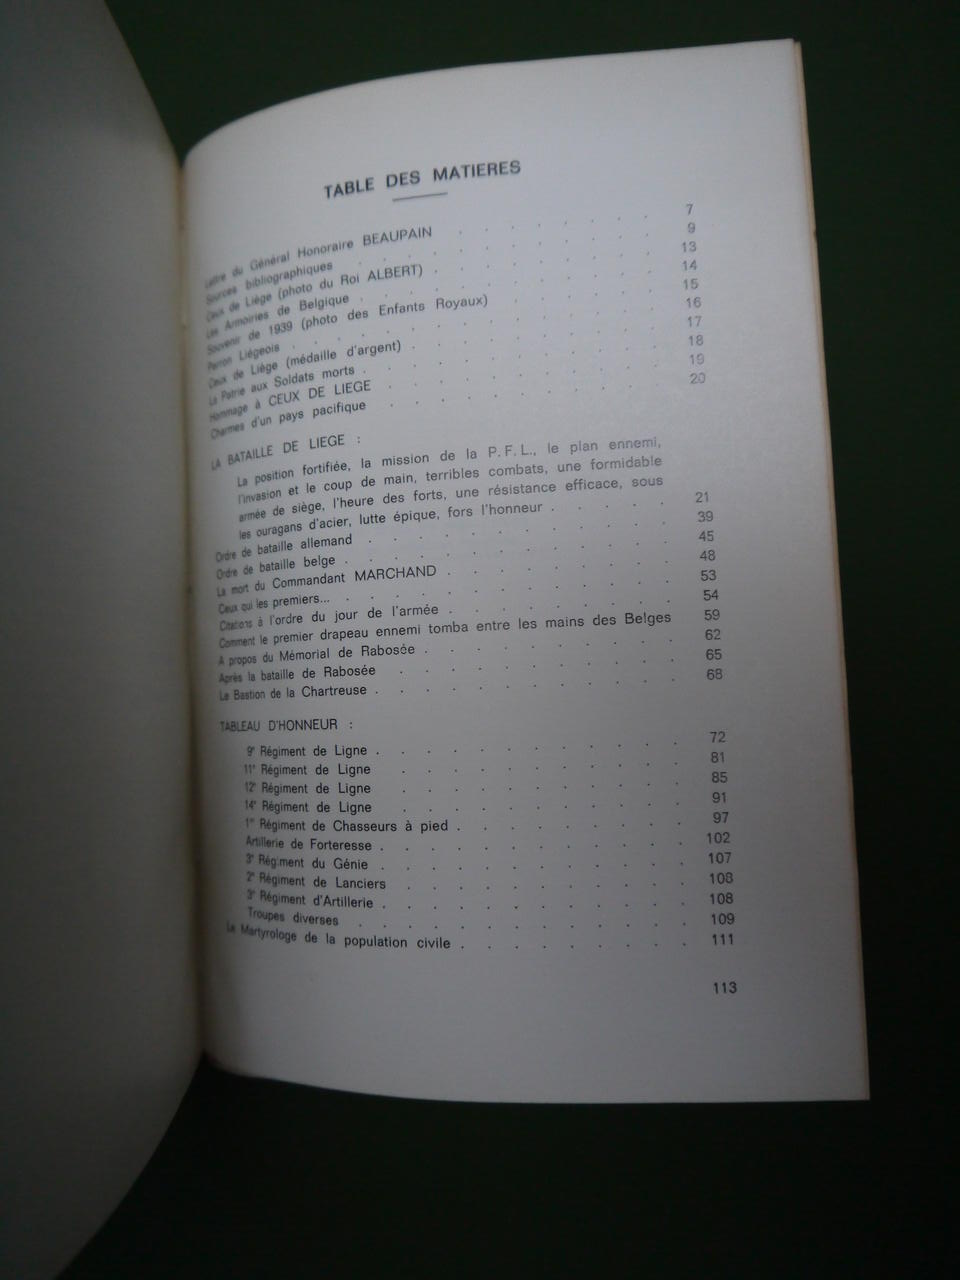 TABLE DES MATIERES
Lettre du Général Honoraire BEAUPAIN . . . . . . . 7
Sources bibliographiques . . . . . . . . . 9
Ceux de Liège (photo du Roi ALBERT) . . . . . . . 13
Les Armoiries de Belgique . . . . . . . . . 14
Souvenir de 1939 (photo des Enfants Royaux) . . . . . 15
Perron Liégeois . . . . . . . . . . . 16
Ceux de Liège (médaille d'argent) . . . . . . . . 17
La Patrie aux Soldats morts . . . . . . . . . 18
Hommage à CEUX DE LIEGE . . . . . . . . 19
Charmes d'un pays pacifique . . . . . . . . 20
LA BATAILLE DE LIEGE :
La position fortifiée, la mission de la P. F. L., le plan ennemi,
l'invasion et le coup de main, terribles combats, une formidable
armée de siège, l'heure des forts, une résistance efficace, sous
les ouragans d'acier, lutte épique, fors l'honneur . . . . . 21
Ordre de bataille allemand . . . . . . . . . 39
Ordre de bataille belge . . . . . . . . . . 45
La mort du Commandant MARCHAND . . . . . . . 48
Ceux qui les premiers... . . . . . . . . . . 53
Citations à l'ordre du jour de l'armée . . . . . . . 54
Comment le premier drapeau ennemi tomba entre les mains des Belges 59
A propos du Mémorial de Rabosée . . . . . . . . 62
Après la bataille de Rabosée . . . . . . . . 65
Le Bastion de la Chartreuse . . . . . . . . . 68
TABLEAU D'HONNEUR :
9e Régiment de Ligne . . . . . . . . . 72
11e Régiment de Ligne . . . . . . . . 81
12e Régiment de Ligne . . . . . . . . 85
14e Régiment de Ligne . . . . . . . . 91
1er Régiment de Chasseurs à pied . . . . . . . 97
Artillerie de Forteresse . . . . . . . . . 102
3e Régiment du Génie . . . . . . . . . 107
2e Régiment de Lanciers . . . . . . . . 108
3e Régiment d'Artillerie . . . . . . . . . 108
Troupes diverses . . . . . . . . . 109
Le Martyrologe de la population civile . . . . . . . 111
113